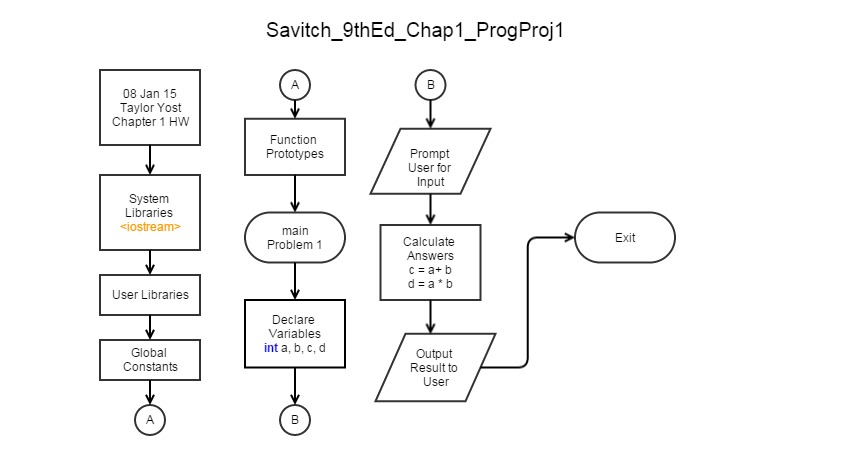 Savitch_9thEd_Chap1_ProgProj1
08 Jan 15
Taylor Yost
Chapter 1 HW
System
Libraries
<iostream>
User Libraries
Global
Constants
A
A
Function
Prototypes
main
Problem 1
Declare
Variables
int a, b, c, d
B
B
Prompt
User for
Input
Calculate
Answers
c = a+ b
d = a * b
Output
Result to
User
Exit